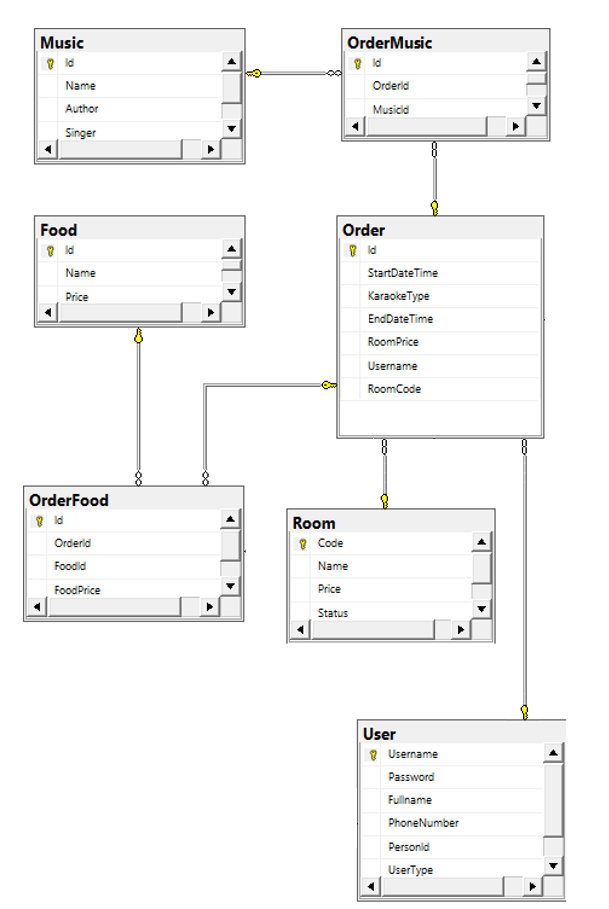 Music
Id
Name
Author
Singer
OrderMusic
Id
OrderId
MusicId
Food
Id
Name
Price
Order
Id
StartDateTime
KaraokeType
EndDateTime
RoomPrice
Username
RoomCode
OrderFood
Id
OrderId
FoodId
FoodPrice
Room
Code
Name
Price
Status
User
Username
Password
Fullname
PhoneNumber
PersonId
UserType